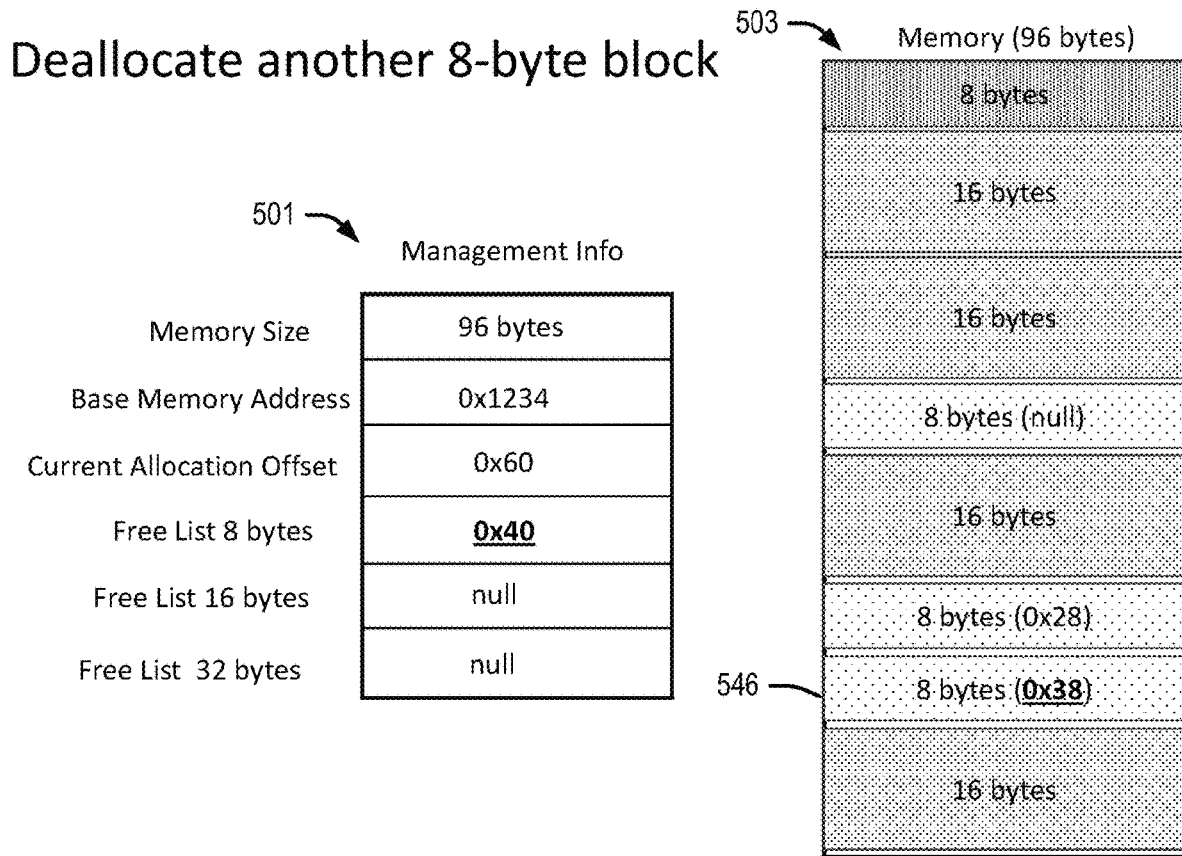 Deallocate another 8-byte block
503
Memory (96 bytes)
501
Management Info
Memory Size 96 bytes
Base Memory Address 0x1234
Current Allocation Offset 0x60
Free List 8 bytes 0x40
Free List 16 bytes null
Free List 32 bytes null
8 bytes
16 bytes
16 bytes
8 bytes (null)
16 bytes
8 bytes (0x28)
546
8 bytes (0x38)
16 bytes